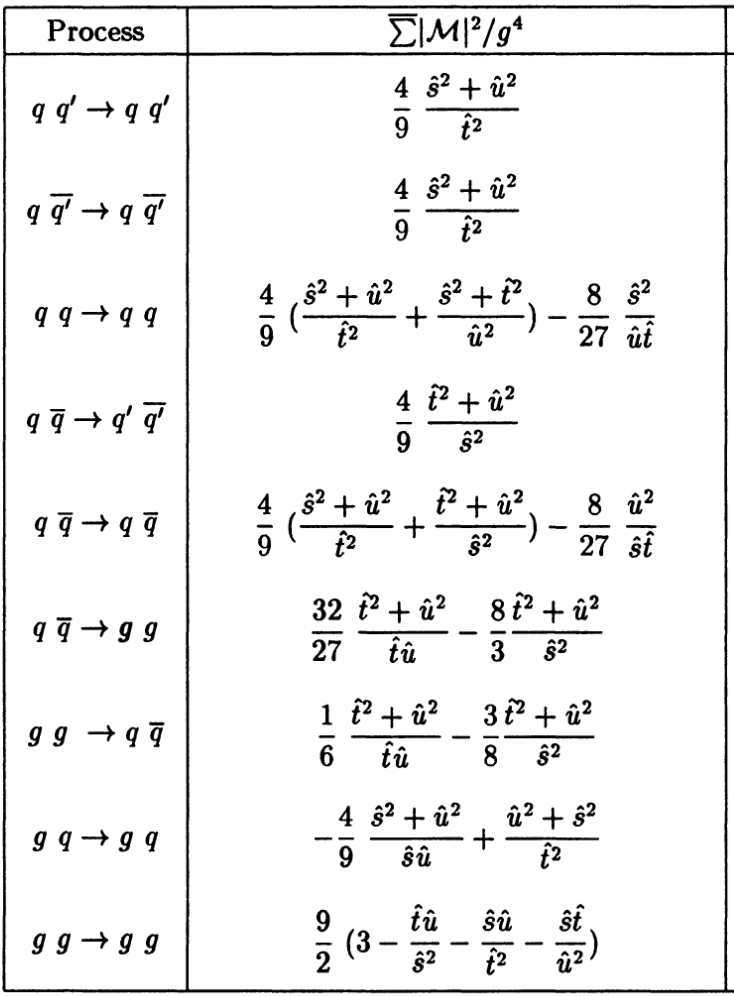 Process $\overline{\sum}|\mathcal{M}|^2/g^4$
$q\ q' \to q\ q'$ $\frac{4}{9}\ \frac{\hat{s}^2+\hat{u}^2}{\hat{t}^2}$
$q\ \overline{q'} \to q\ \overline{q'}$ $\frac{4}{9}\ \frac{\hat{s}^2+\hat{u}^2}{\hat{t}^2}$
$q\ q \to q\ q$ $\frac{4}{9}\ (\frac{\hat{s}^2+\hat{u}^2}{\hat{t}^2}+\frac{\hat{s}^2+\hat{t}^2}{\hat{u}^2})-\frac{8}{27}\ \frac{\hat{s}^2}{\hat{u}\hat{t}}$
$q\ \overline{q} \to q'\ \overline{q'}$ $\frac{4}{9}\ \frac{\hat{t}^2+\hat{u}^2}{\hat{s}^2}$
$q\ \overline{q} \to q\ \overline{q}$ $\frac{4}{9}\ (\frac{\hat{s}^2+\hat{u}^2}{\hat{t}^2}+\frac{\hat{t}^2+\hat{u}^2}{\hat{s}^2})-\frac{8}{27}\ \frac{\hat{u}^2}{\hat{s}\hat{t}}$
$q\ \overline{q} \to g\ g$ $\frac{32}{27}\ \frac{\hat{t}^2+\hat{u}^2}{\hat{t}\hat{u}}-\frac{8}{3}\frac{\hat{t}^2+\hat{u}^2}{\hat{s}^2}$
$g\ g\ \to q\ \overline{q}$ $\frac{1}{6}\ \frac{\hat{t}^2+\hat{u}^2}{\hat{t}\hat{u}}-\frac{3}{8}\frac{\hat{t}^2+\hat{u}^2}{\hat{s}^2}$
$g\ q \to g\ q$ $-\frac{4}{9}\ \frac{\hat{s}^2+\hat{u}^2}{\hat{s}\hat{u}}+\frac{\hat{u}^2+\hat{s}^2}{\hat{t}^2}$
$g\ g \to g\ g$ $\frac{9}{2}\ (3-\frac{\hat{t}\hat{u}}{\hat{s}^2}-\frac{\hat{s}\hat{u}}{\hat{t}^2}-\frac{\hat{s}\hat{t}}{\hat{u}^2})$